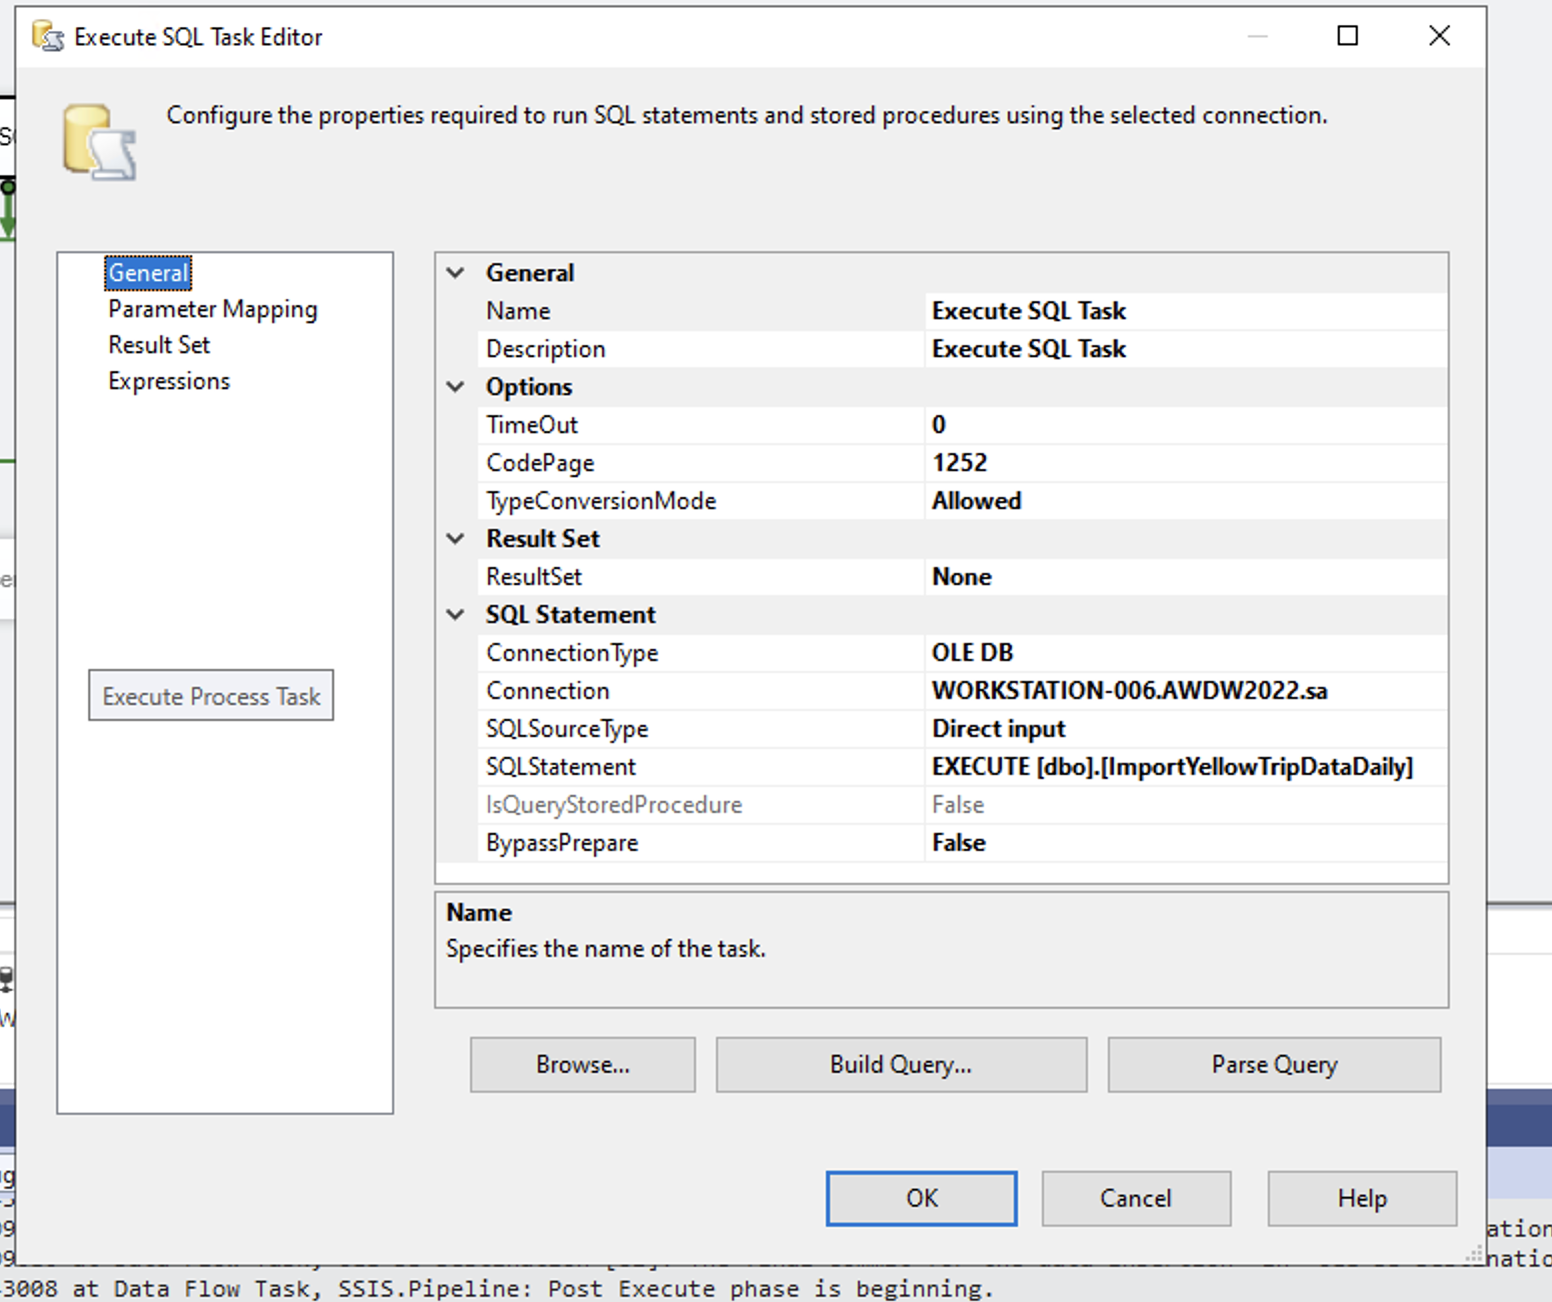 Execute SQL Task Editor
Configure the properties required to run SQL statements and stored procedures using the selected connection.
General
Parameter Mapping
Result Set
Expressions
Execute Process Task
General
Name Execute SQL Task
Description Execute SQL Task
Options
TimeOut 0
CodePage 1252
TypeConversionMode Allowed
Result Set
ResultSet None
SQL Statement
ConnectionType OLE DB
Connection WORKSTATION-006.AWDW2022.sa
SQLSourceType Direct input
SQLStatement EXECUTE [dbo].[ImportYellowTripDataDaily]
IsQueryStoredProcedure False
BypassPrepare False
Name
Specifies the name of the task.
Browse...
Build Query...
Parse Query
OK
Cancel
Help
ation
natio
3008 at Data Flow Task, SSIS.Pipeline: Post Execute phase is beginning.